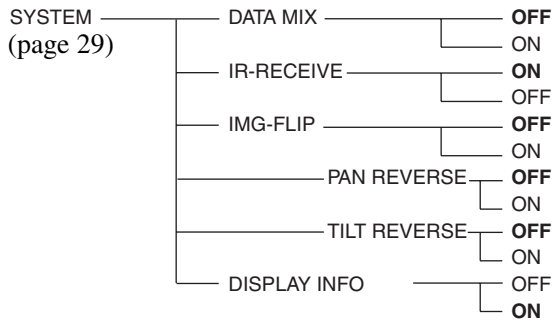 SYSTEM DATA MIX OFF
(page 29) ON
IR-RECEIVE ON
OFF
IMG-FLIP OFF
ON
PAN REVERSE OFF
ON
TILT REVERSE OFF
ON
DISPLAY INFO OFF
ON